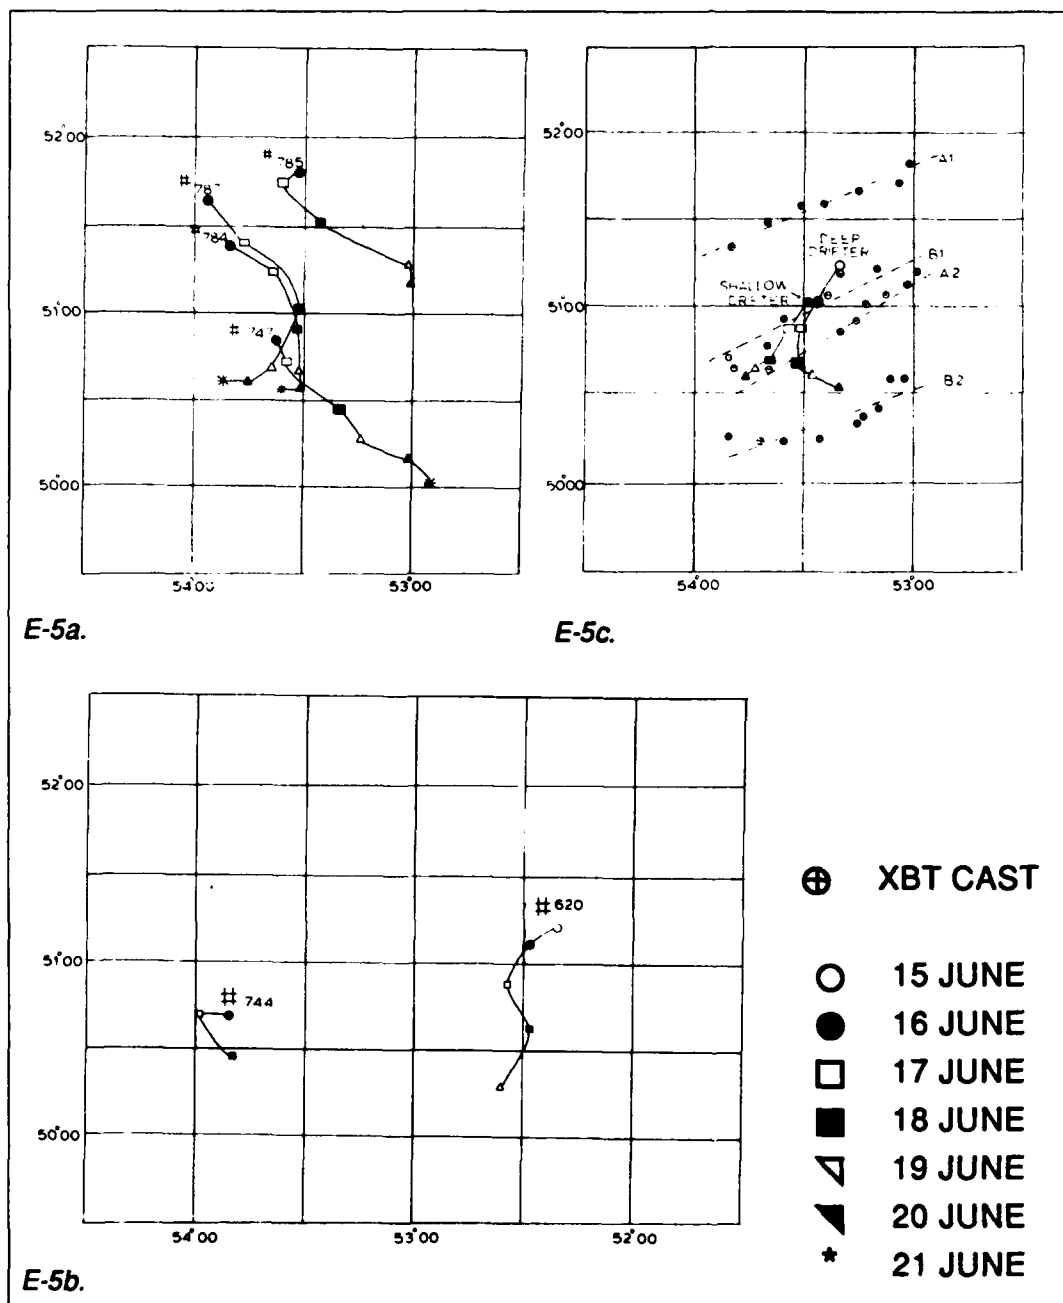 52°00
# 785
# 787
# 784
51°00
# 747
50°00
54°00
53°00
E-5a.
52°00
A1
DEEP
DRIFTER
B1
A2
SHALLOW
DRIFTER
51°00
B2
50°00
54°00
53°00
E-5c.
52°00
# 620
51°00
# 744
50°00
54°00
53°00
52°00
E-5b.
XBT CAST
15 JUNE
16 JUNE
17 JUNE
18 JUNE
19 JUNE
20 JUNE
* 21 JUNE